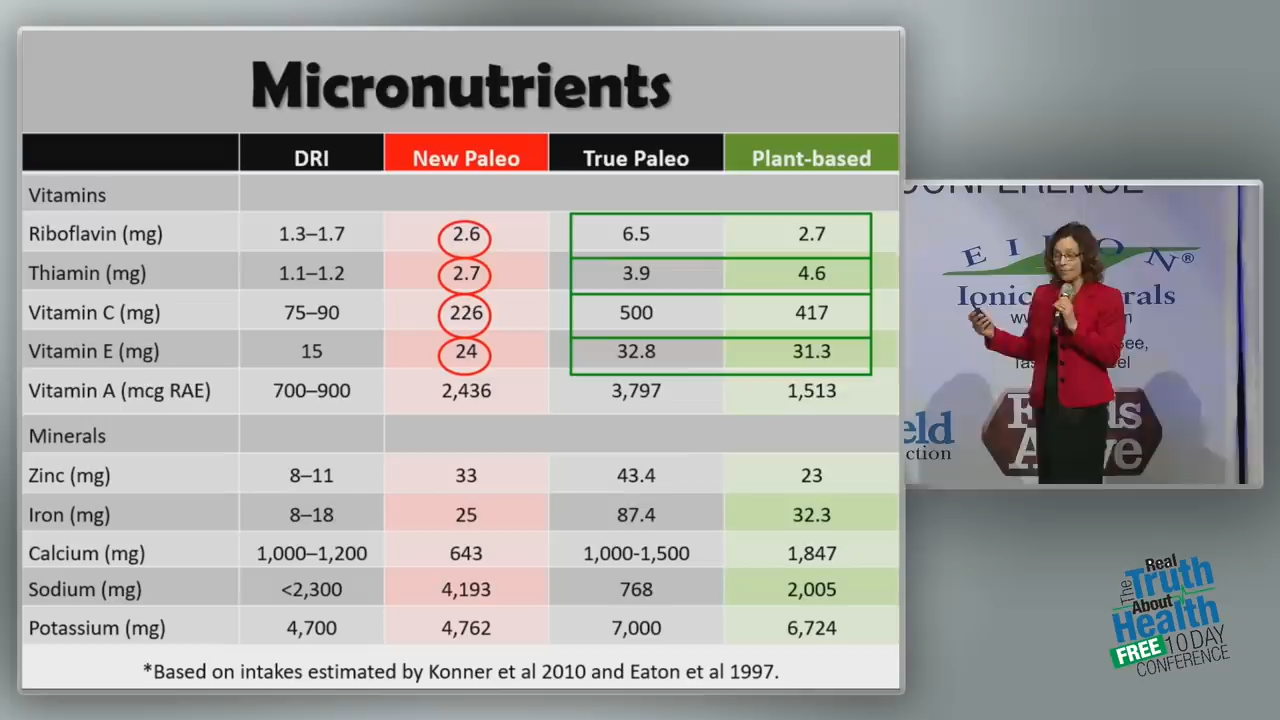 Micronutrients
DRI New Paleo True Paleo Plant-based
Vitamins
Riboflavin (mg) 1.3–1.7 2.6 6.5 2.7
Thiamin (mg) 1.1–1.2 2.7 3.9 4.6
Vitamin C (mg) 75–90 226 500 417
Vitamin E (mg) 15 24 32.8 31.3
Vitamin A (mcg RAE) 700–900 2,436 3,797 1,513
Minerals
Zinc (mg) 8–11 33 43.4 23
Iron (mg) 8–18 25 87.4 32.3
Calcium (mg) 1,000–1,200 643 1,000-1,500 1,847
Sodium (mg) <2,300 4,193 768 2,005
Potassium (mg) 4,700 4,762 7,000 6,724
*Based on intakes estimated by Konner et al 2010 and Eaton et al 1997.
CONFERENCE
The Real
Truth
About
Health
FREE 10 DAY
CONFERENCE